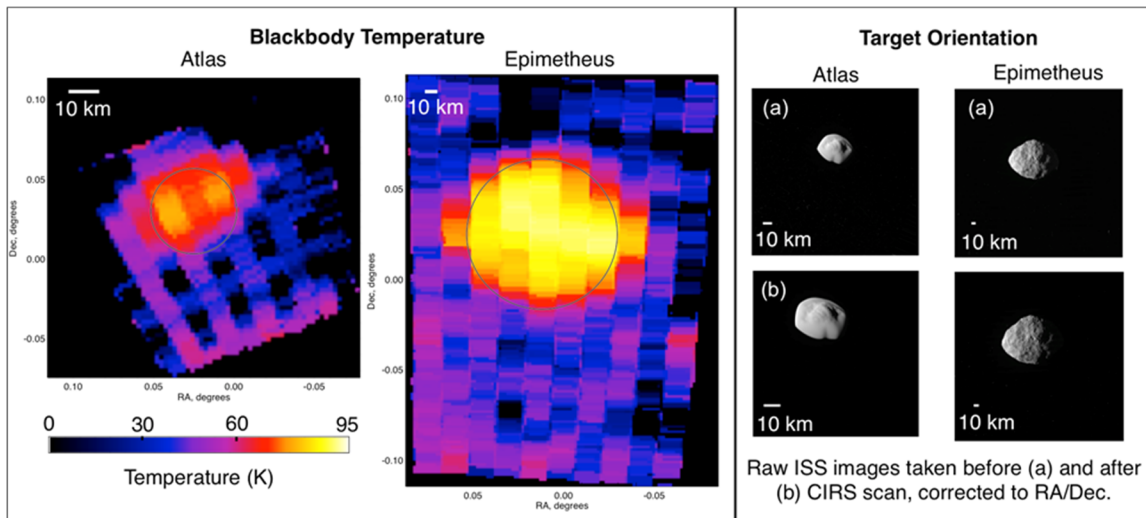 Blackbody Temperature
Atlas
Epimetheus
10 km
0.10
0.05
0.00
-0.05
Dec, degrees
0.10
0.05
0.00
-0.05
RA, degrees
0
30
60
95
Temperature (K)
10 km
0.10
0.05
0.00
-0.05
-0.10
Dec, degrees
0.05
0.00
-0.05
RA, degrees
Target Orientation
Atlas
Epimetheus
(a)
10 km
(a)
10 km
(b)
10 km
10 km
Raw ISS images taken before (a) and after
(b) CIRS scan, corrected to RA/Dec.